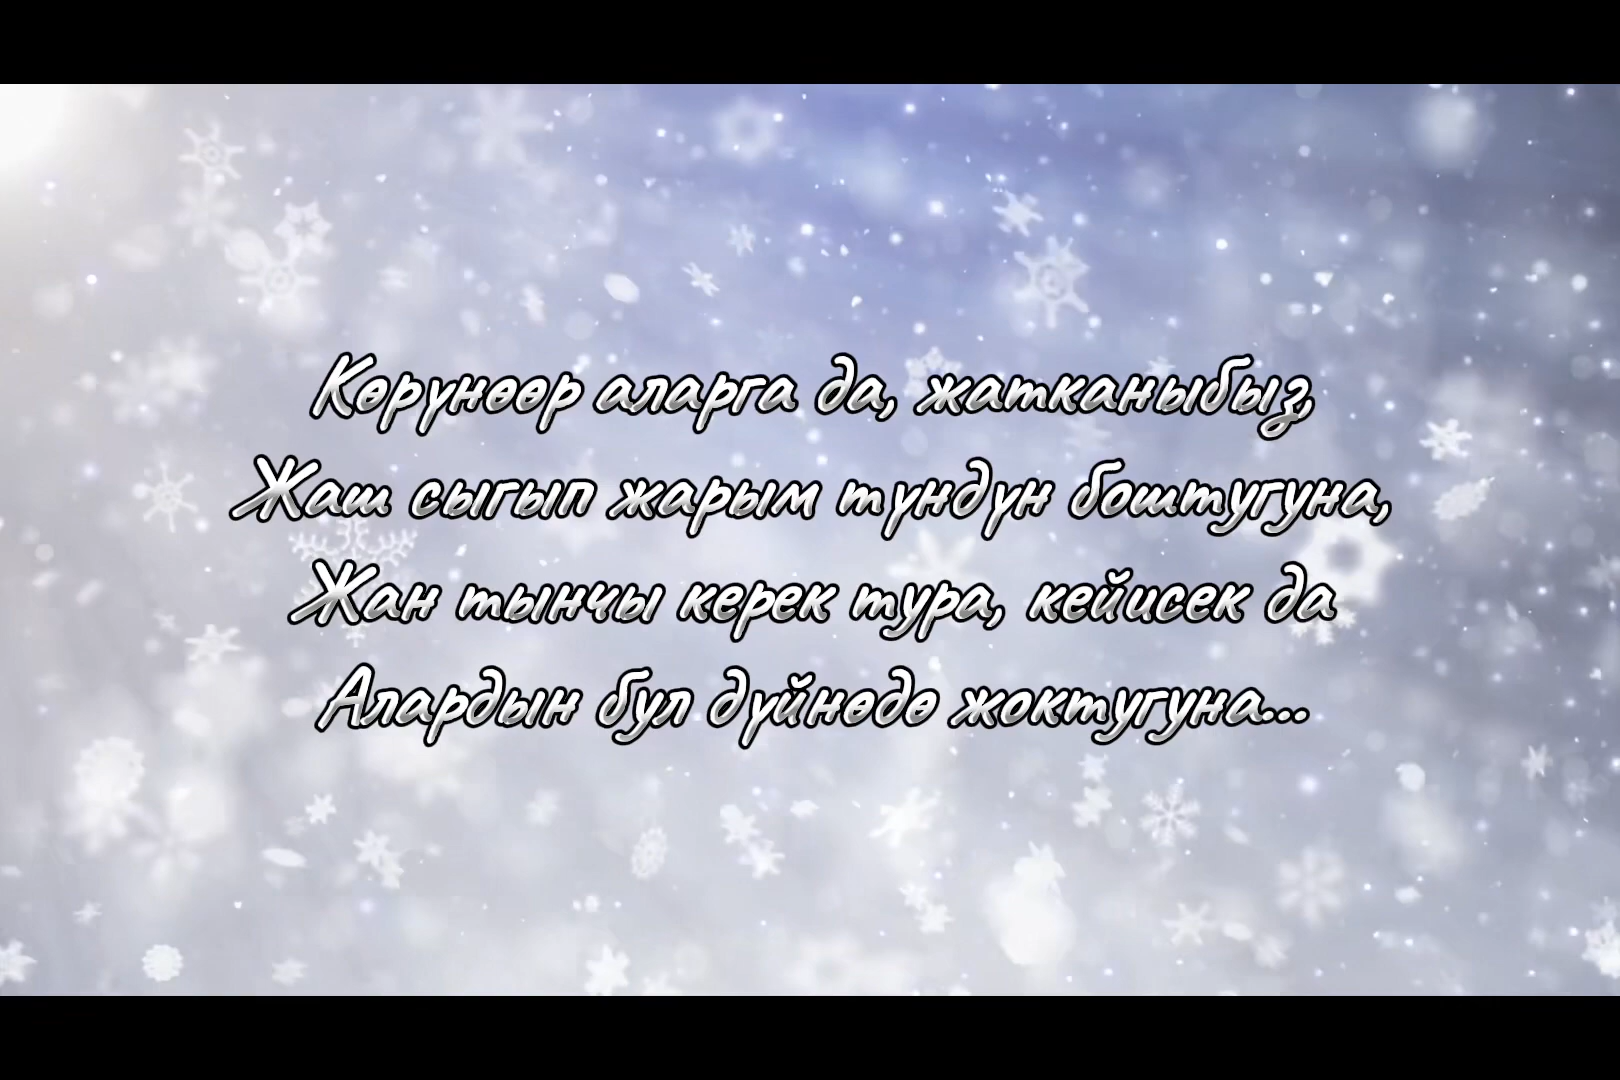 Көрүнөөр аларга да, жатканыбыз,
Жаш сыгып жарым түндүн боштугуна,
Жан тынчы керек тура, кейисек да
Алардын бул дүйнөдө жоктугуна...